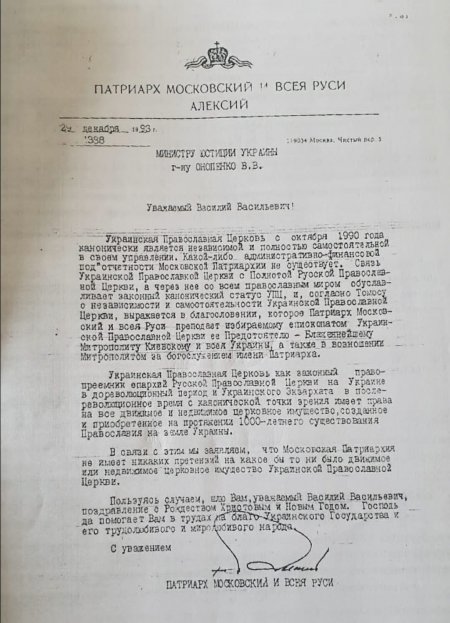 ПАТРИАРХ МОСКОВСКИЙ И ВСЕЯ РУСИ
АЛЕКСИЙ
декабря 1993 г.
1338
119034 Москва, Чистый пер. 5
МИНИСТРУ ЮСТИЦИИ УКРАИНЫ
г-ну ОНОПЕНКО В.В.
Уважаемый Василий Васильевич!
Украинская Православная Церковь с октября 1990 года
канонически является независимой и полностью самостоятельной
в своем управлении. Какой-либо административно-финансовой
под"отчетности Московской Патриархии не существует. Связь
Украинской Православной Церкви с Полнотой Русской Православ-
ной Церкви, а через нее со всем православным миром обуслав-
ливает законный канонический статус УПЦ, и, согласно Томосу
о независимости и самостоятельности Украинской Православной
Церкви, выражается в благословении, которое Патриарх Москов-
ский и всея Руси преподает избираемому епископатом Украин-
ской Православной Церкви ее Предстоятелю - Блаженнейшему
Митрополиту Киевскому и всея Украины, а также в возношении
Митрополитом за богослужением имени Патриарха.
Украинская Православная Церковь как законный право-
преемник епархий Русской Православной Церкви на Украине
в дореволюционный период и Украинского Экзархата в после-
революционное время с канонической точки зрения имеет права
на все движимое и недвижимое церковное имущество, созданное
и приобретенное на протяжении 1000-летнего существования
Православия на земле Украины.
В связи с этим мы заявляем, что Московская Патриархия
не имеет никаких претензий на какое бы то ни было движимое
или недвижимое церковное имущество Украинской Православной
Церкви.
Пользуясь случаем, шлю Вам, уважаемый Василий Васильевич,
поздравление с Рождеством Христовым и Новым Годом. Господь
да помогает Вам в трудах на благо Украинского Государства и
его трудолюбивого и миролюбивого народа.
С уважением
ПАТРИАРХ МОСКОВСКИЙ И ВСЕЯ РУСИ